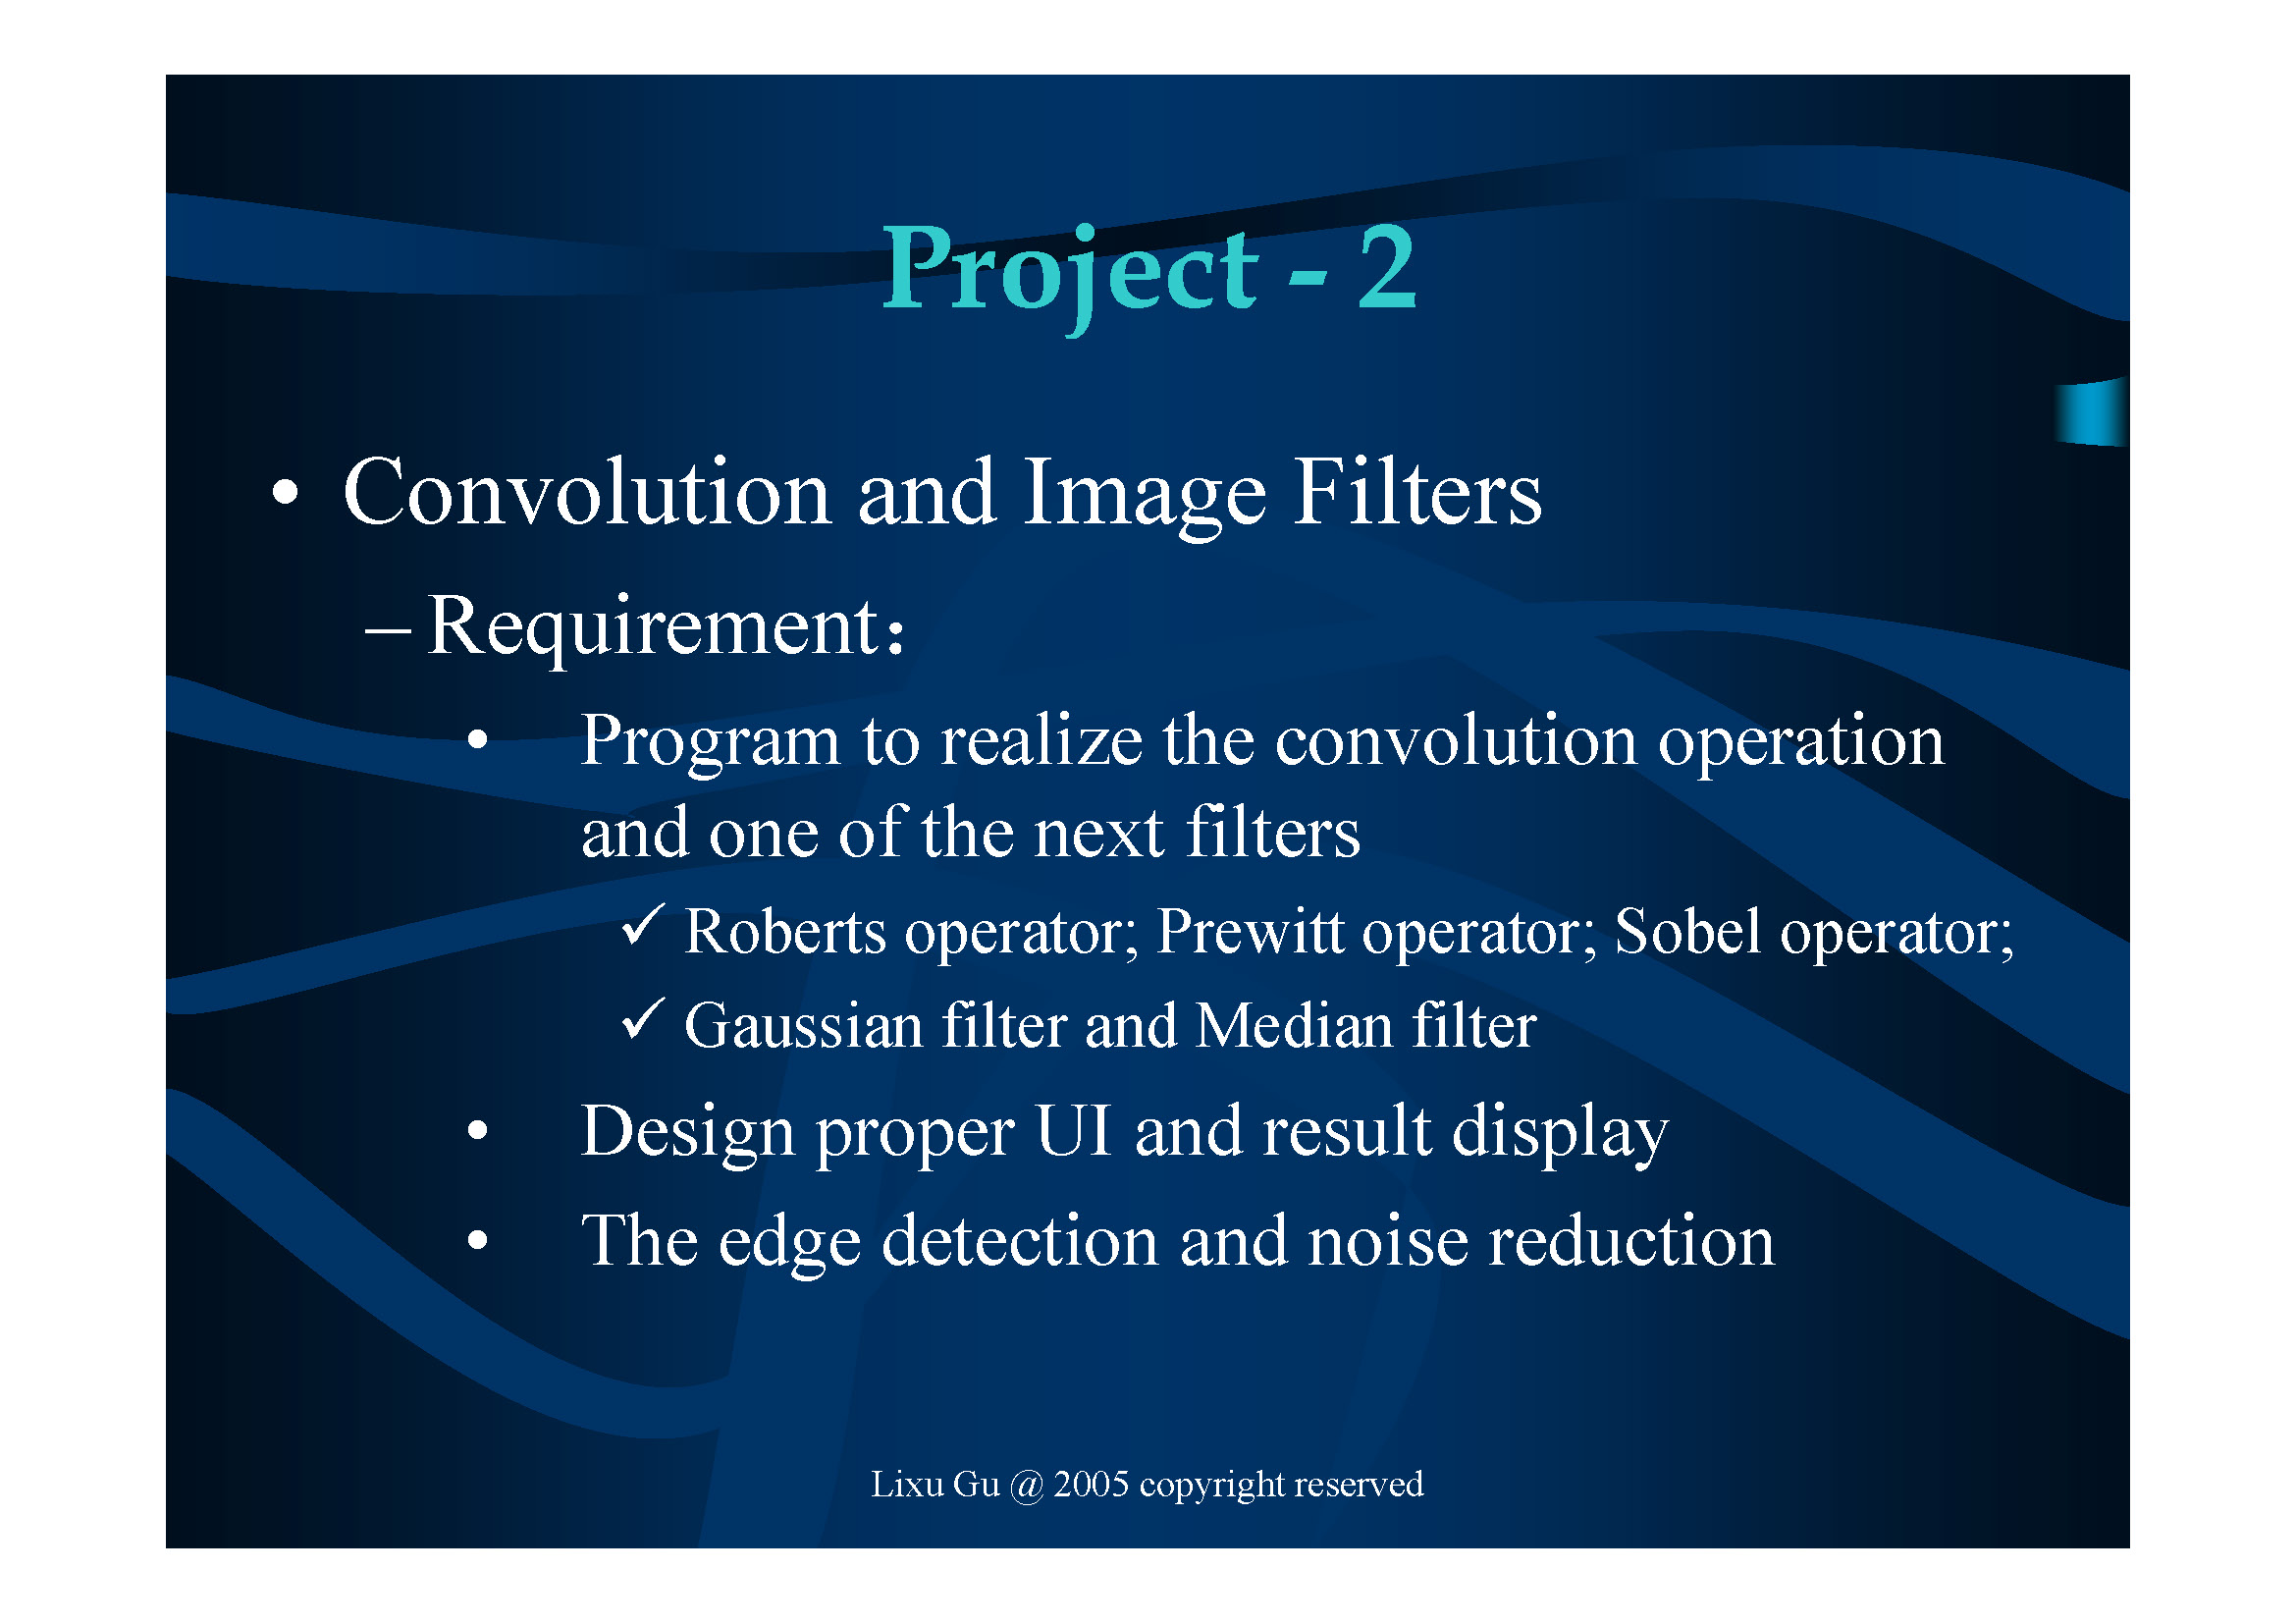 Project - 2
• Convolution and Image Filters
– Requirement：
• Program to realize the convolution operation
and one of the next filters
✓ Roberts operator; Prewitt operator; Sobel operator;
✓ Gaussian filter and Median filter
• Design proper UI and result display
• The edge detection and noise reduction
Lixu Gu @ 2005 copyright reserved